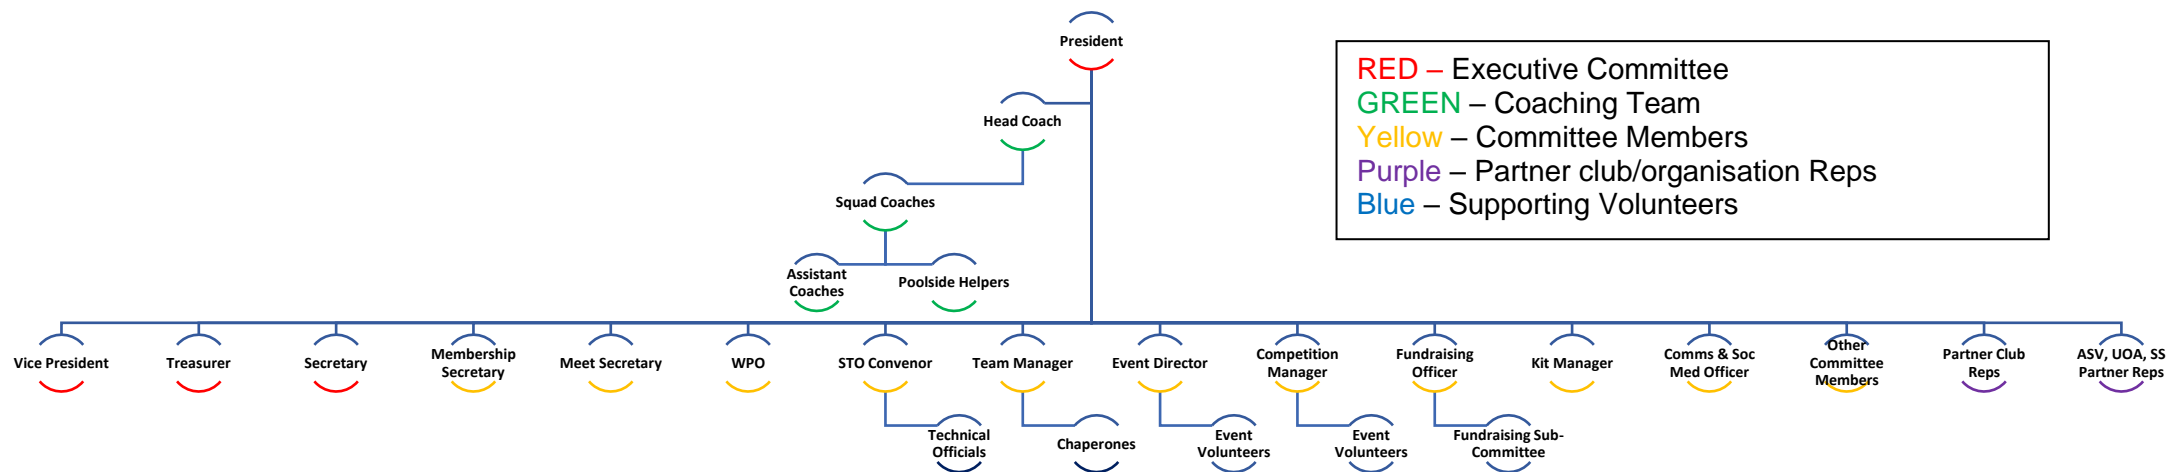 President
RED – Executive Committee
GREEN – Coaching Team
Yellow – Committee Members
Purple – Partner club/organisation Reps
Blue – Supporting Volunteers
Head Coach
Squad Coaches
Assistant
Coaches
Poolside Helpers
Vice President
Treasurer
Secretary
Membership
Secretary
Meet Secretary
WPO
STO Convenor
Team Manager
Event Director
Competition
Manager
Fundraising
Officer
Kit Manager
Comms & Soc
Med Officer
Other
Committee
Members
Partner Club
Reps
ASV, UOA, SS
Partner Reps
Technical
Officials
Chaperones
Event
Volunteers
Event
Volunteers
Fundraising Sub-
Committee